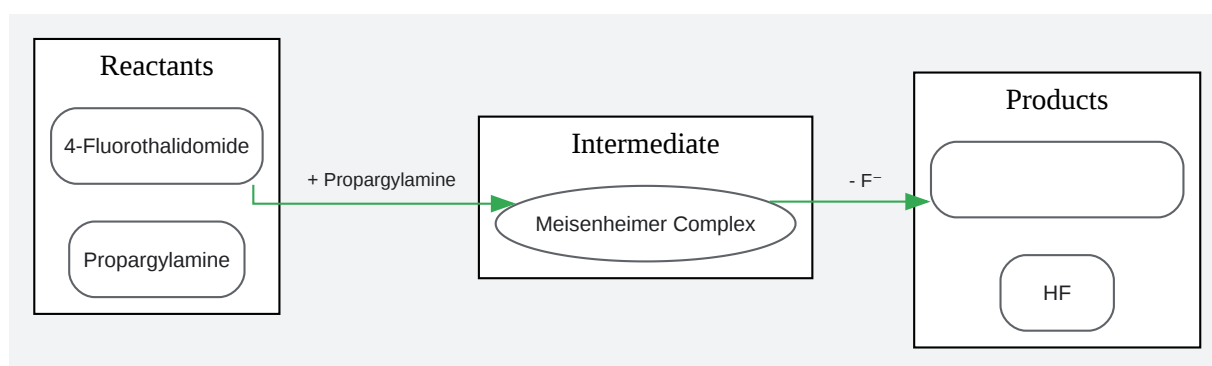 Reactants
4-Fluorothalidomide
Propargylamine
+ Propargylamine
Intermediate
Meisenheimer Complex
- F⁻
Products
HF